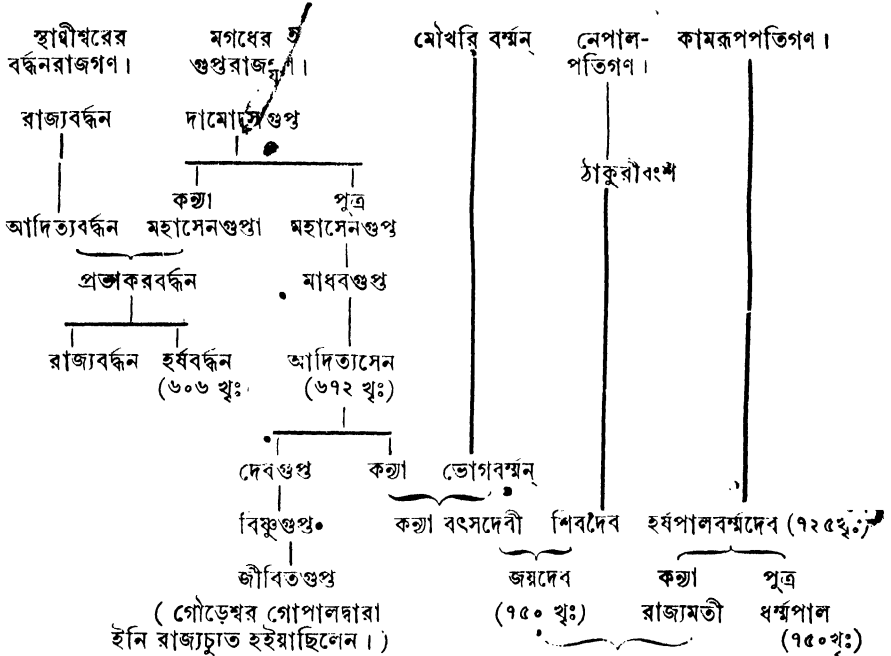 স্থাণ্বীশ্বরের মগধের মৌখরি বর্ম্মন্ নেপাল- কামরূপপতিগণ।
বর্দ্ধনরাজগণ। গুপ্তরাজগণ। পতিগণ।
রাজ্যবর্দ্ধন দামোদরগুপ্ত
ঠাকুরীবংশ
কন্যা পুত্র
আদিত্যবর্দ্ধন মহাসেনগুপ্তা মহাসেনগুপ্ত
প্রভাকরবর্দ্ধন মাধবগুপ্ত
রাজ্যবর্দ্ধন হর্ষবর্দ্ধন আদিত্যসেন
(৬০৬ খৃঃ (৬৭২ খৃঃ)
দেবগুপ্ত কন্যা ভোগবর্ম্মন্
বিষ্ণুগুপ্ত কন্যা বৎসদেবী শিবদৈব হর্ষপালবর্ম্মদেব (৭২৫খৃঃ)
জীবিতগুপ্ত জয়দেব কন্যা পুত্র
(গৌড়েশ্বর গোপালদ্বারা (৭৫০ খৃঃ) রাজ্যমতী ধর্ম্মপাল
ইনি রাজ্যচ্যুত হইয়াছিলেন।) (৭৫০খৃঃ)